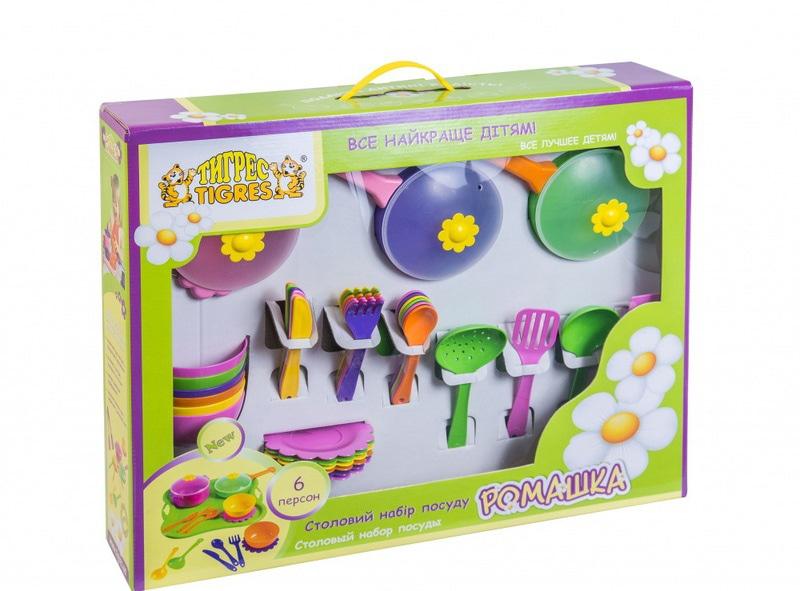 ВСЕ НАЙКРАЩЕ ДІТЯМ!
ВСЕ ЛУЧШЕЕ ДЕТЯМ!
ТИГРЕС ®
TIGRES
New
6
персон
Столовий набір посуду
Столовый набор посуды
РОМАШКА